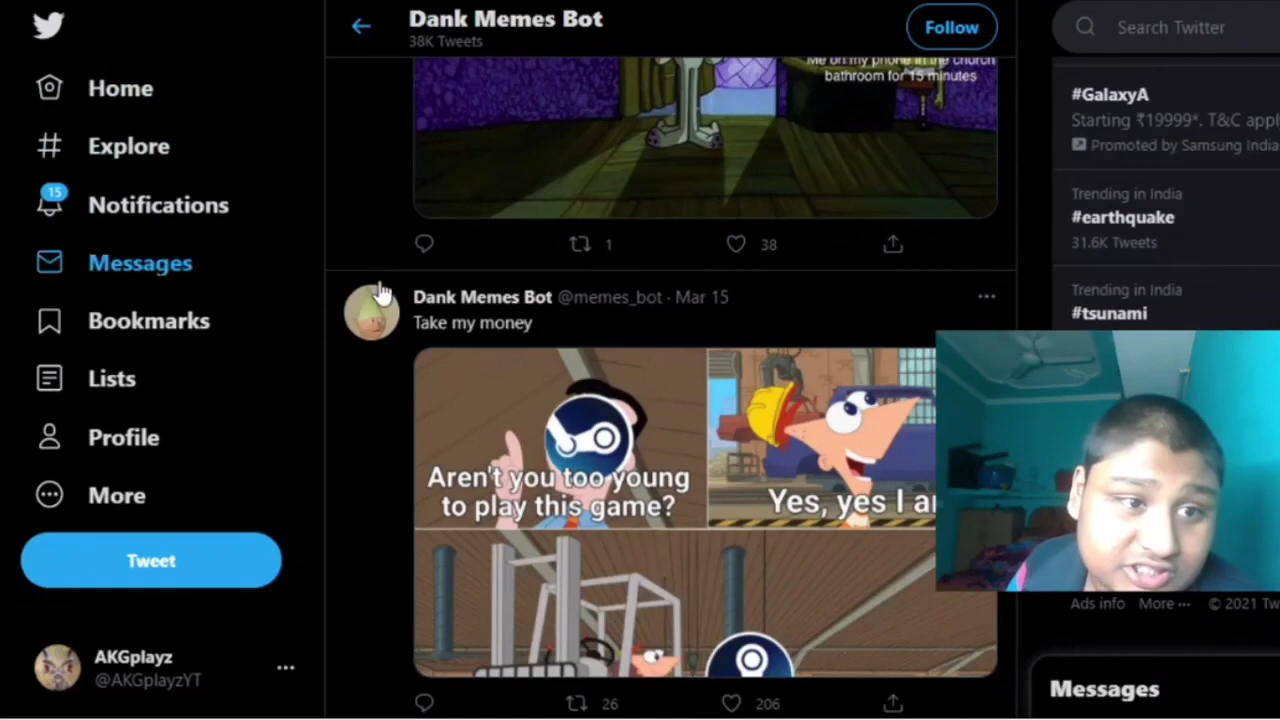 Home
Explore
15
Notifications
Messages
Bookmarks
Lists
Profile
More
Tweet
AKGplayz
@AKGplayzYT
Dank Memes Bot
38K Tweets
Follow
Me on my phone in the church
bathroom for 15 minutes
1
38
Dank Memes Bot @memes_bot · Mar 15
Take my money
Aren't you too young
to play this game?
Yes, yes I
26
206
Search Twitter
#GalaxyA
Starting ₹19999*. T&C appl
Promoted by Samsung India
Trending in India
#earthquake
31.6K Tweets
Trending in India
#tsunami
Ads info More ··· © 2021 Tw
Messages